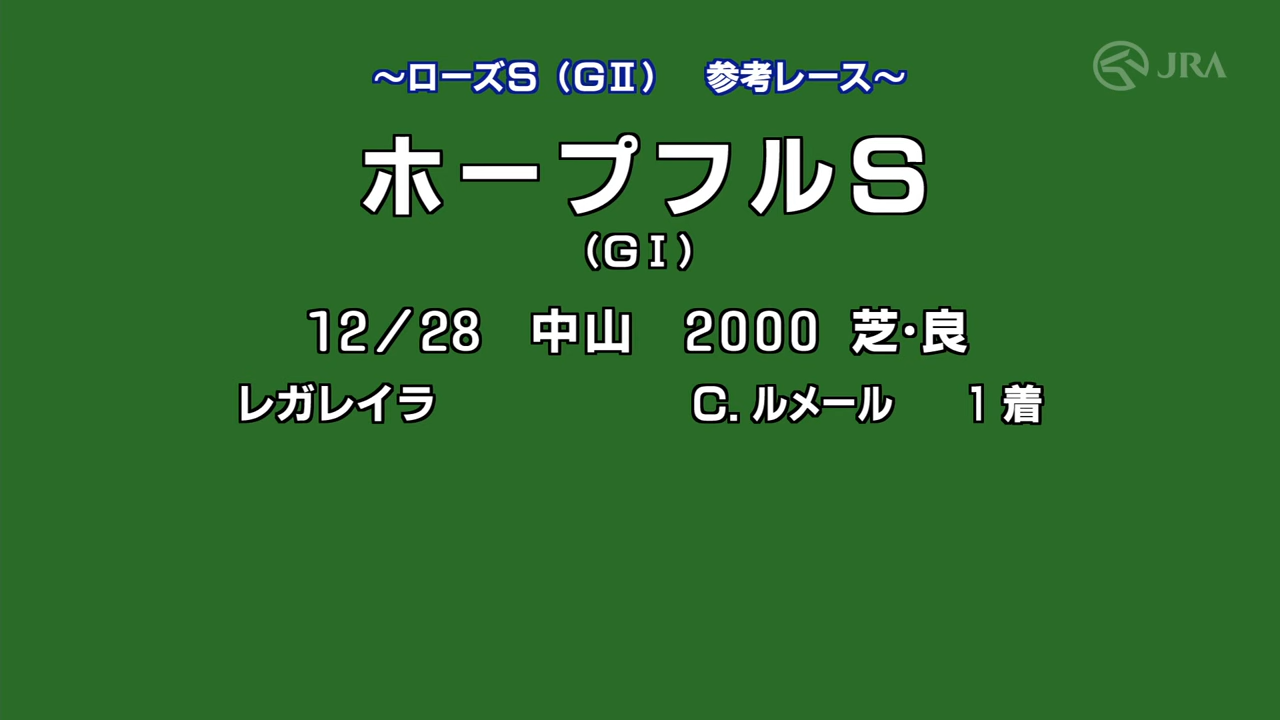 ～ローズS（GⅡ）　参考レース～
JRA
ホープフルS
（GⅠ）
12／28　中山　2000 芝・良
レガレイラ　C.ルメール　1着